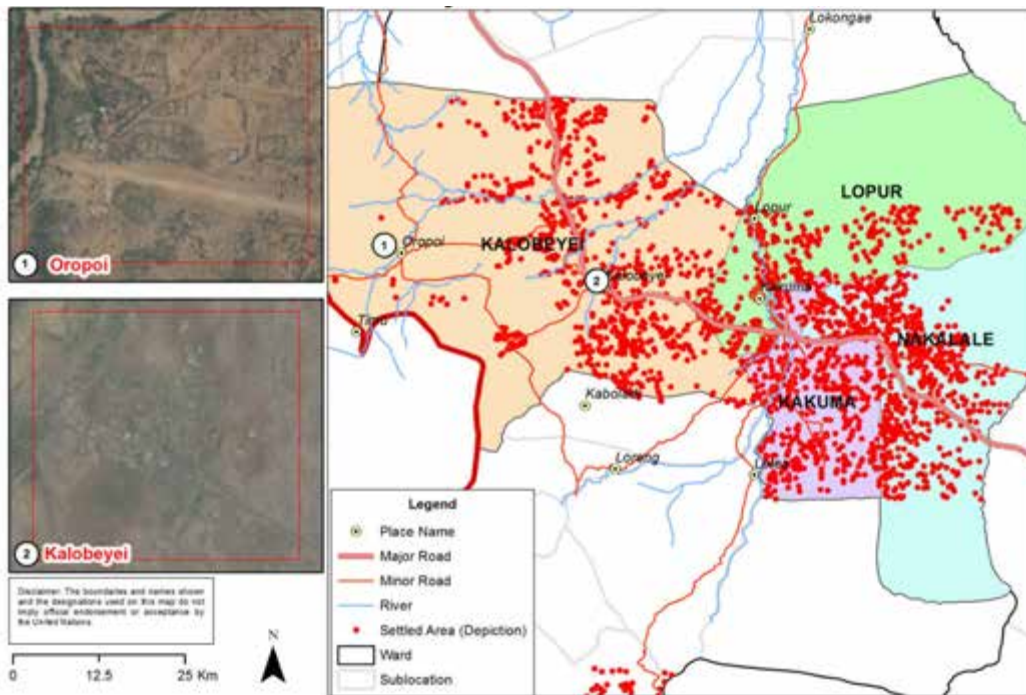 1 Oropoi
2 Kalobeyei
Disclaimer: The boundaries and names shown
and the designations used on this map do not
imply official endorsement or acceptance by
the United Nations.
0 12.5 25 Km
N
Lokongae
LOPUR
Lopur
1
Oropoi
KALOBEYEI
2
NAKALALE
KAKUMA
Loreng
Legend
Place Name
Major Road
Minor Road
River
Settled Area (Depiction)
Ward
Sublocation